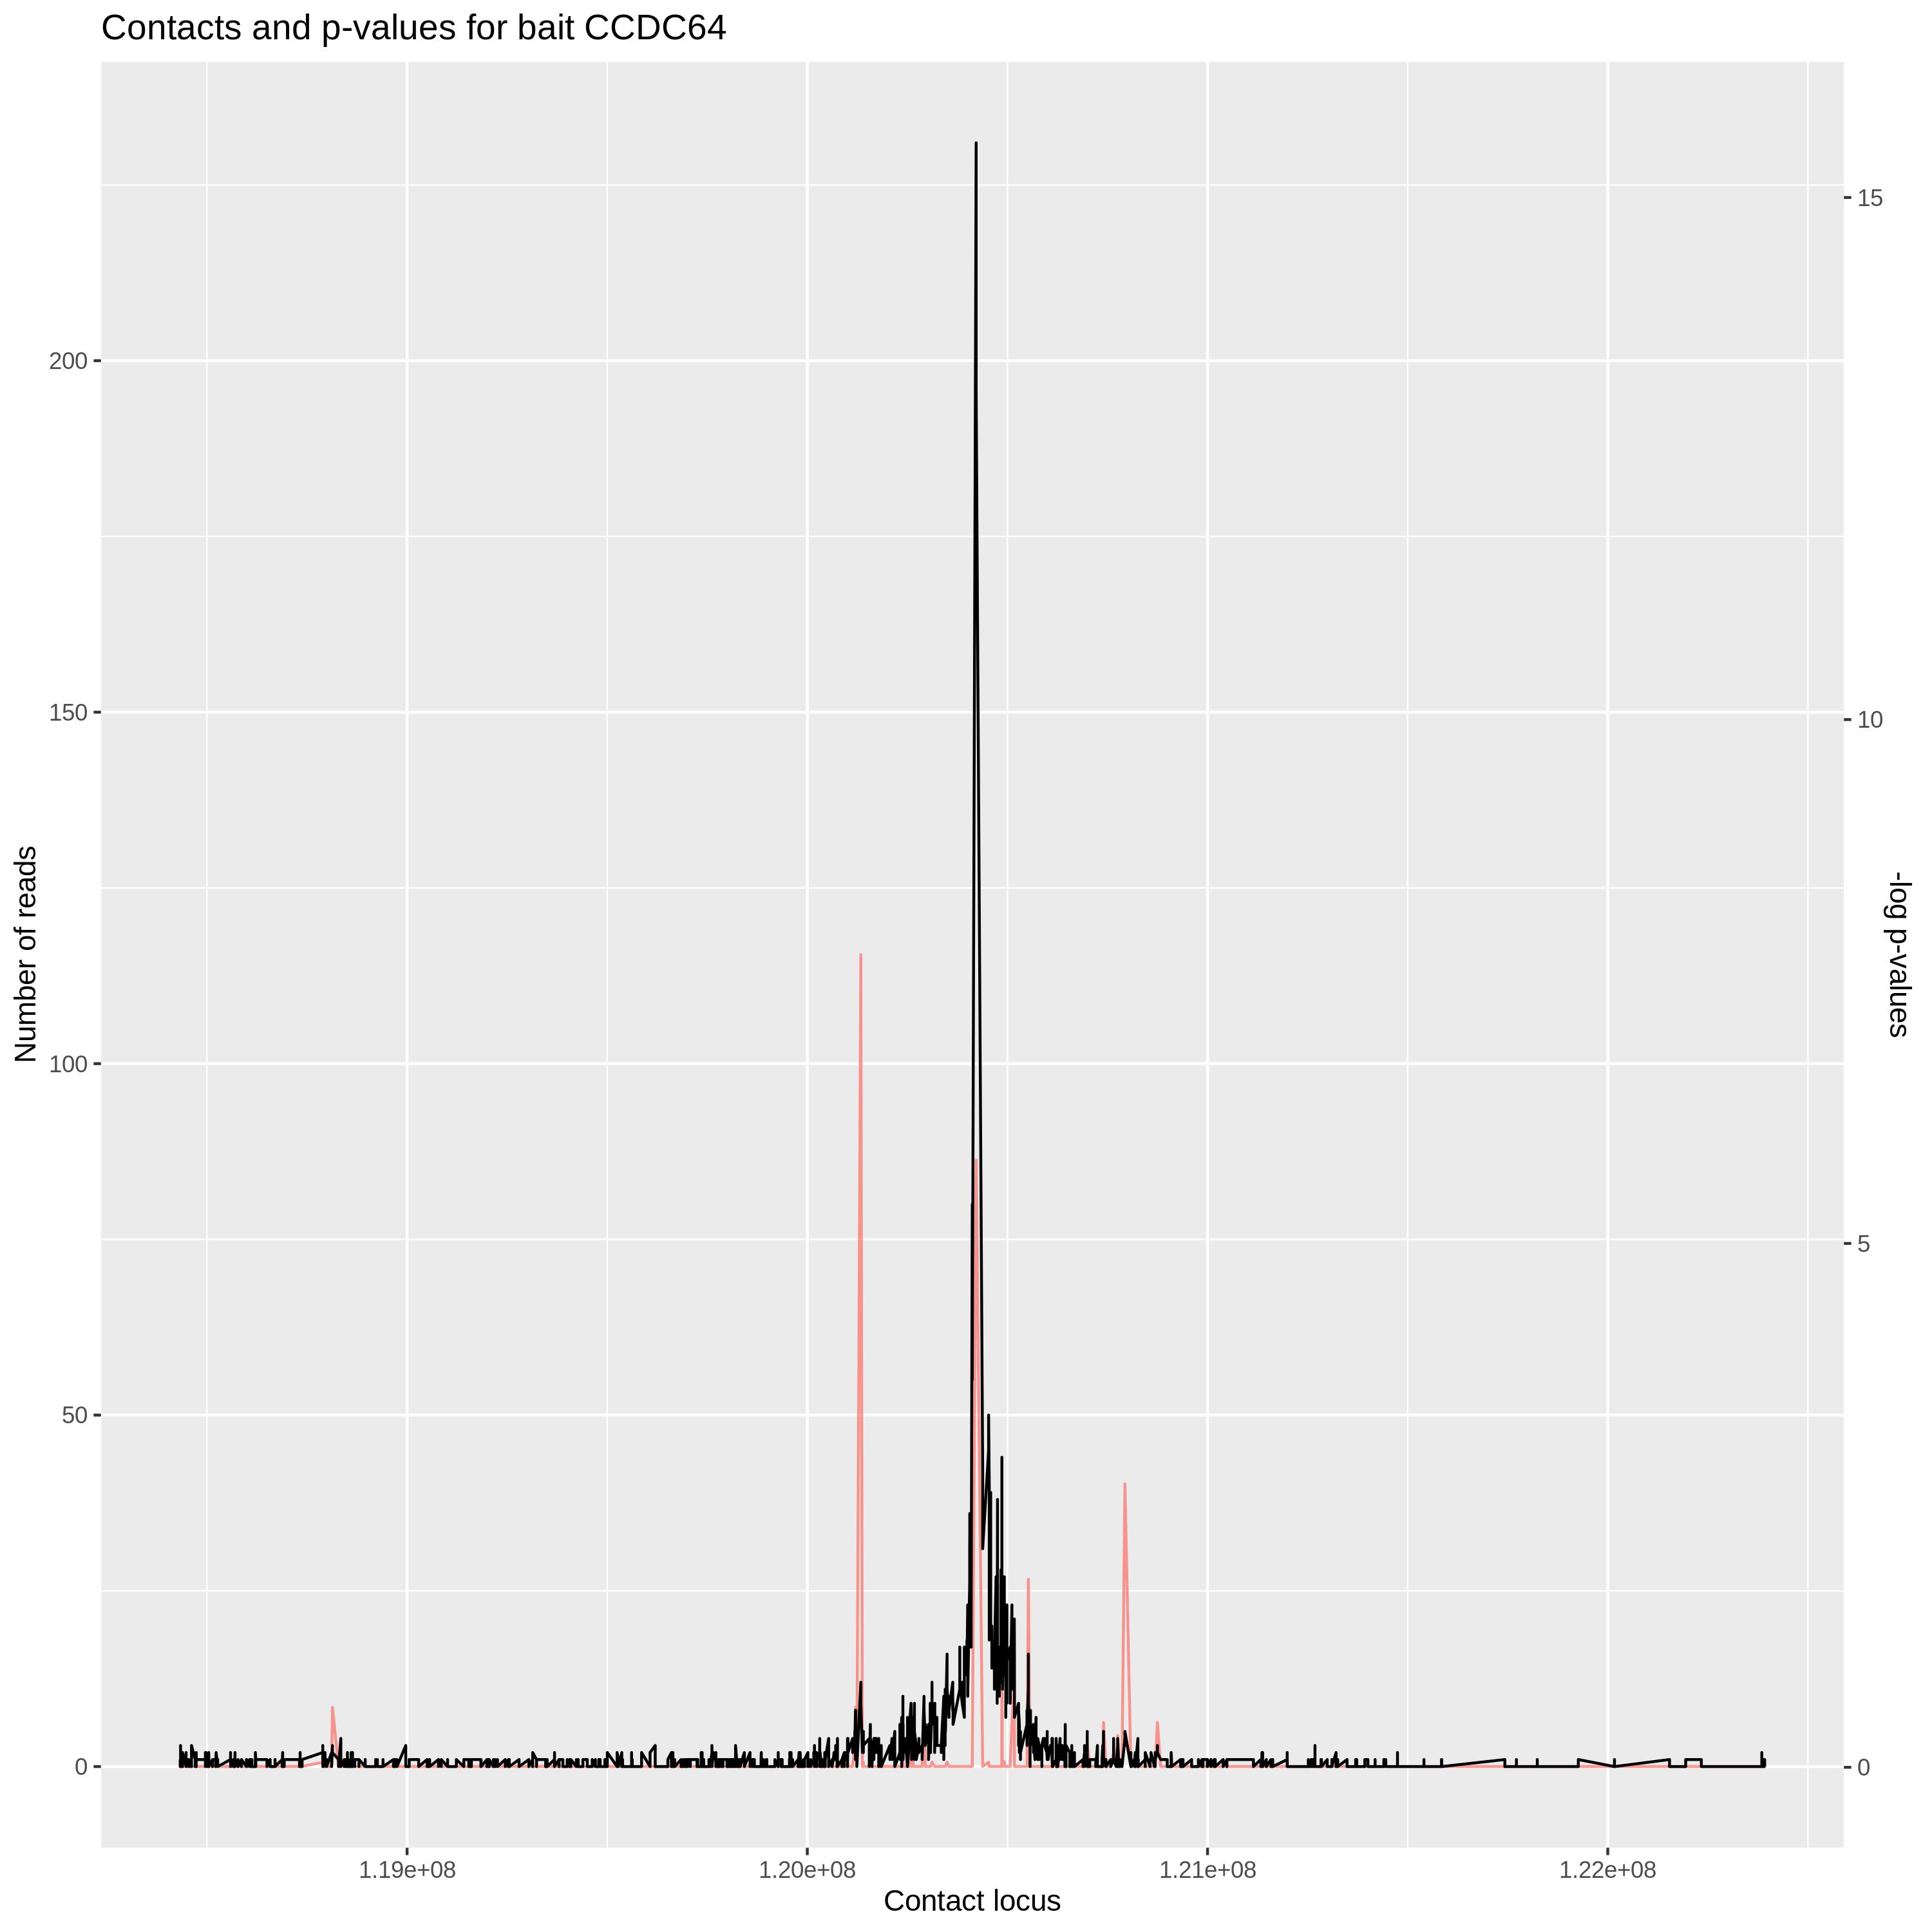 Contacts and p-values for bait CCDC64
200
150
100
50
0
15
10
5
0
Number of reads
-log p-values
1.19e+08 1.20e+08 1.21e+08 1.22e+08
Contact locus